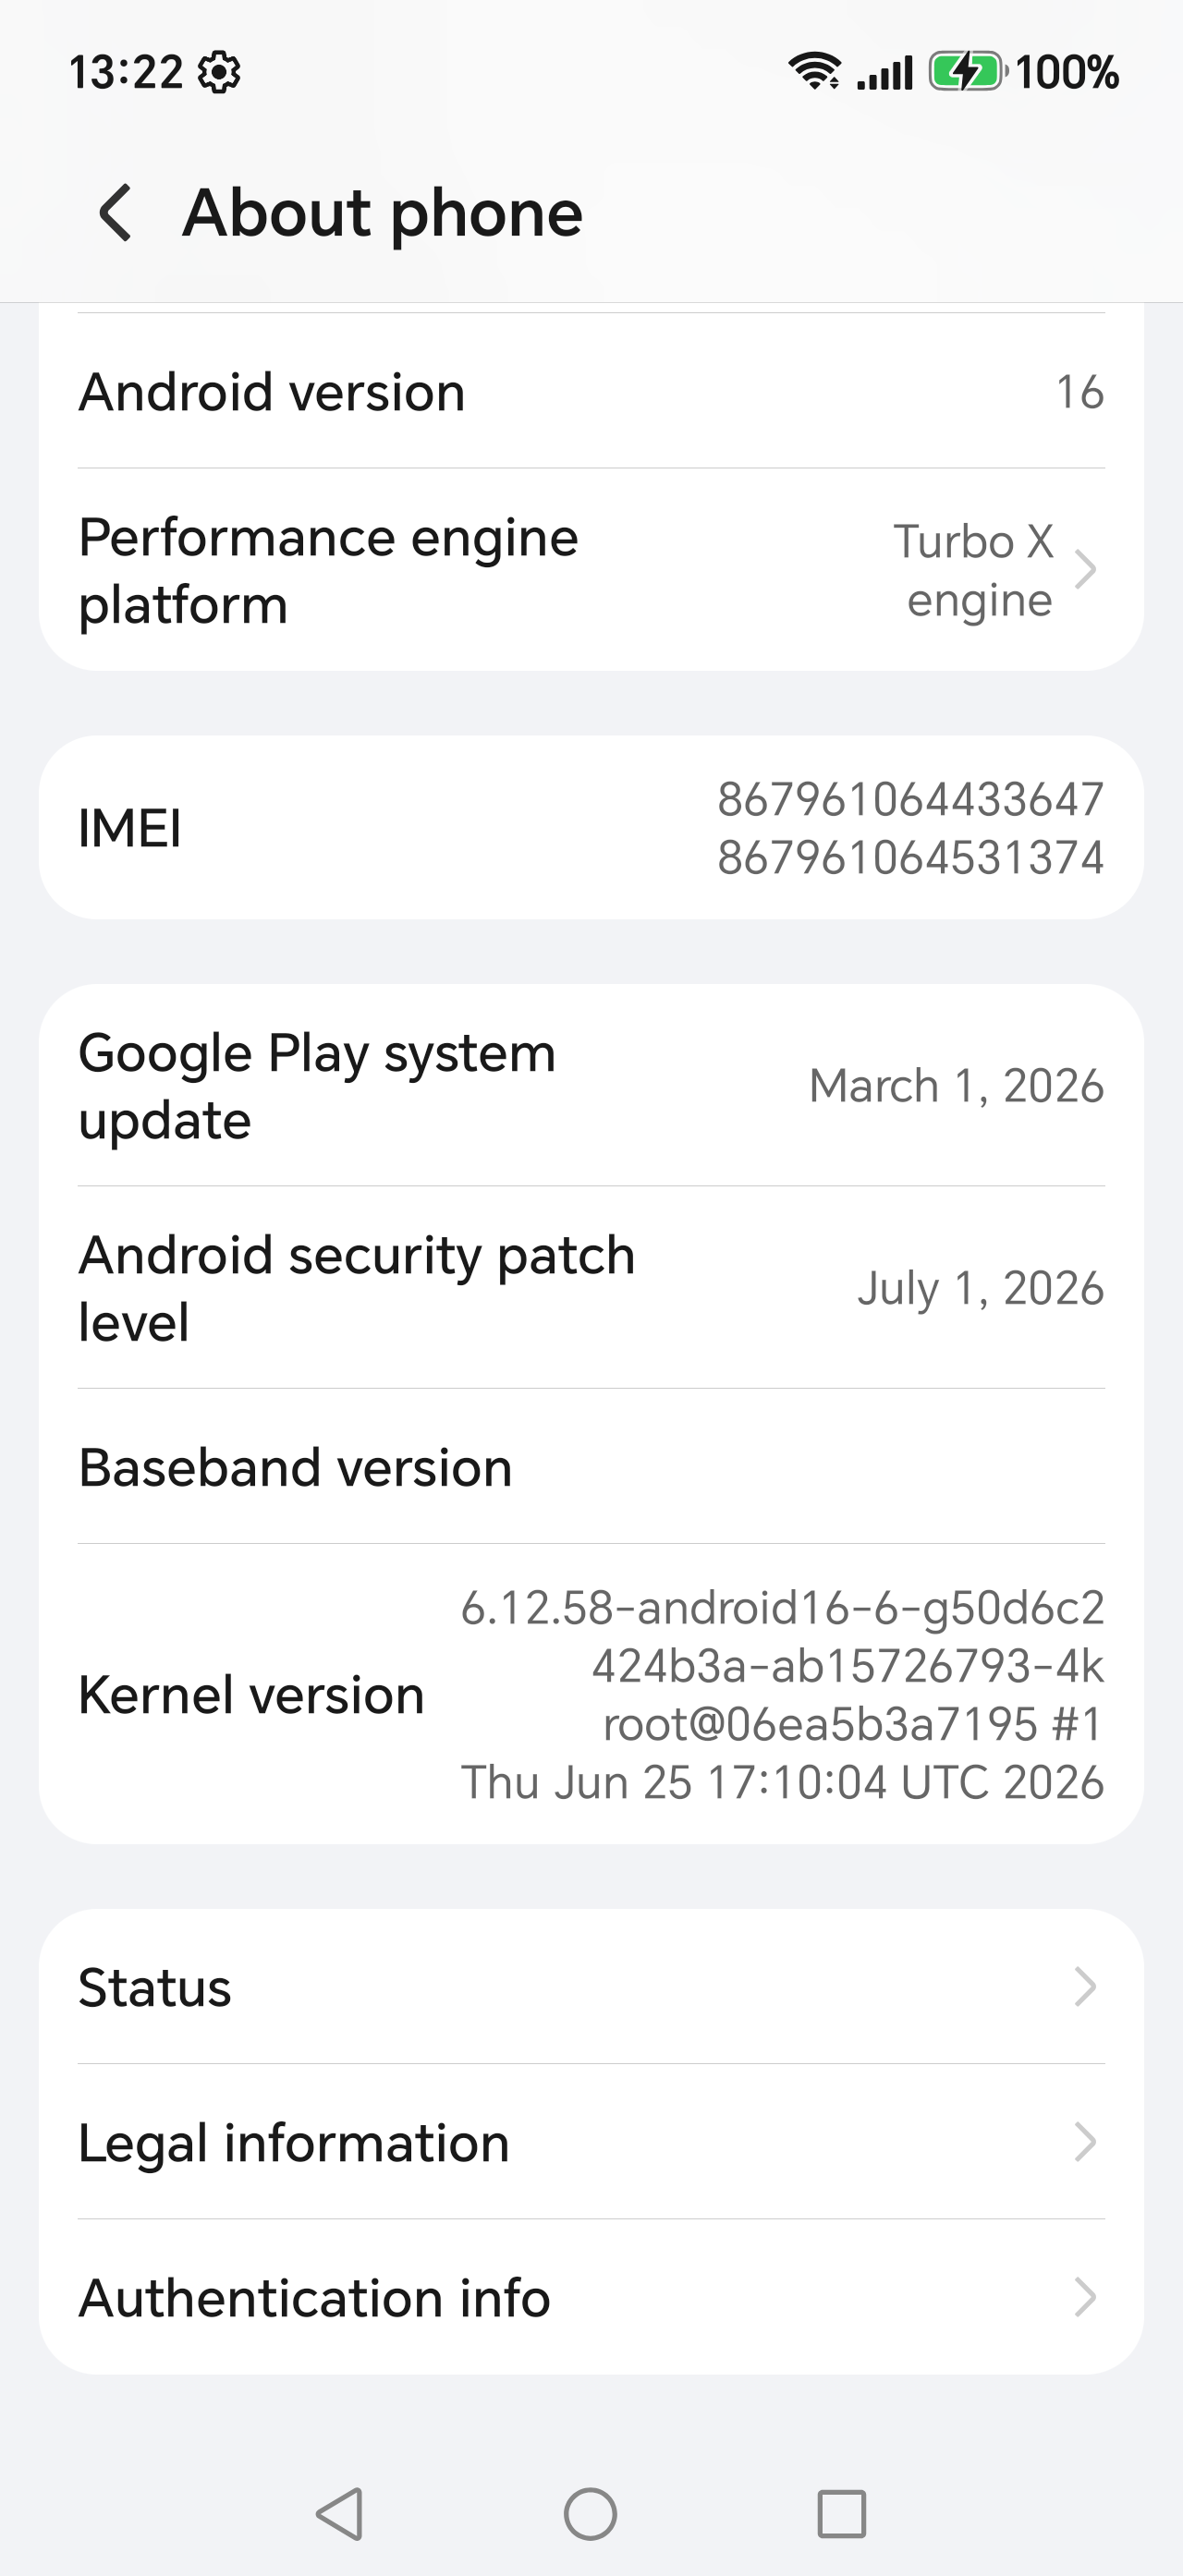 13:22 100%
About phone
Android version 16
Performance engine
platform
Turbo X
engine
IMEI
867961064433647
867961064531374
Google Play system
update
March 1, 2026
Android security patch
level
July 1, 2026
Baseband version
Kernel version
6.12.58-android16-6-g50d6c2
424b3a-ab15726793-4k
root@06ea5b3a7195 #1
Thu Jun 25 17:10:04 UTC 2026
Status
Legal information
Authentication info